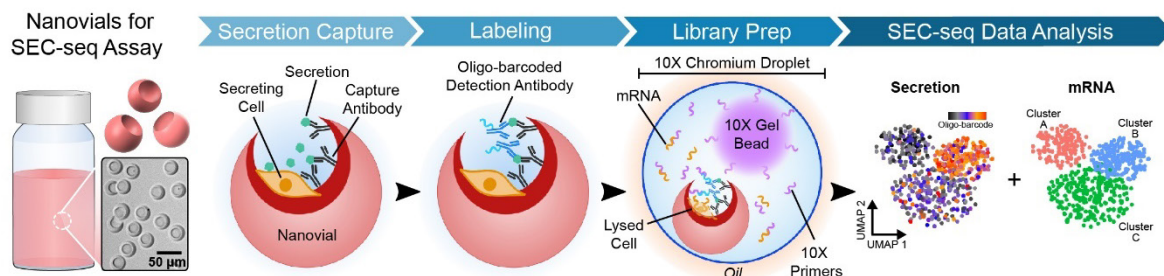 Nanovials for
SEC-seq Assay
50 µm
Secretion Capture
Labeling
Library Prep
SEC-seq Data Analysis
Secretion
Secreting
Cell
Capture
Antibody
Nanovial
Oligo-barcoded
Detection Antibody
10X Chromium Droplet
mRNA
10X Gel
Bead
Lysed
Cell
Oil
10X
Primers
Secretion
Oligo-barcode
UMAP 2
UMAP 1
+
mRNA
Cluster
A
Cluster
B
Cluster
C